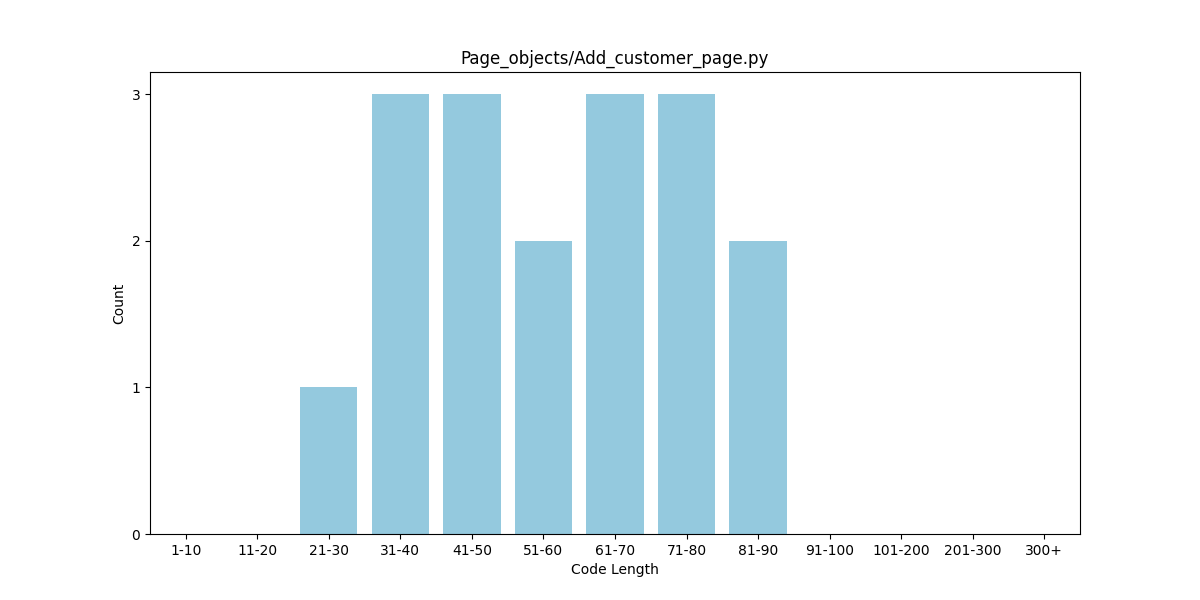 Page_objects/Add_customer_page.py
3
2
1
0
Count
1-10 11-20 21-30 31-40 41-50 51-60 61-70 71-80 81-90 91-100 101-200 201-300 300+
Code Length